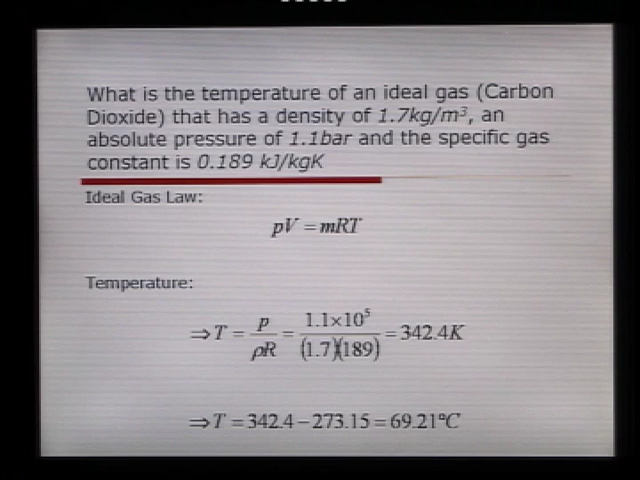 What is the temperature of an ideal gas (Carbon
Dioxide) that has a density of 1.7kg/m³, an
absolute pressure of 1.1bar and the specific gas
constant is 0.189 kJ/kgK
Ideal Gas Law:
pV = mRT
Temperature:
⇒T = p/ρR = 1.1×10⁵/(1.7)(189) = 342.4K
⇒T = 342.4 − 273.15 = 69.21°C